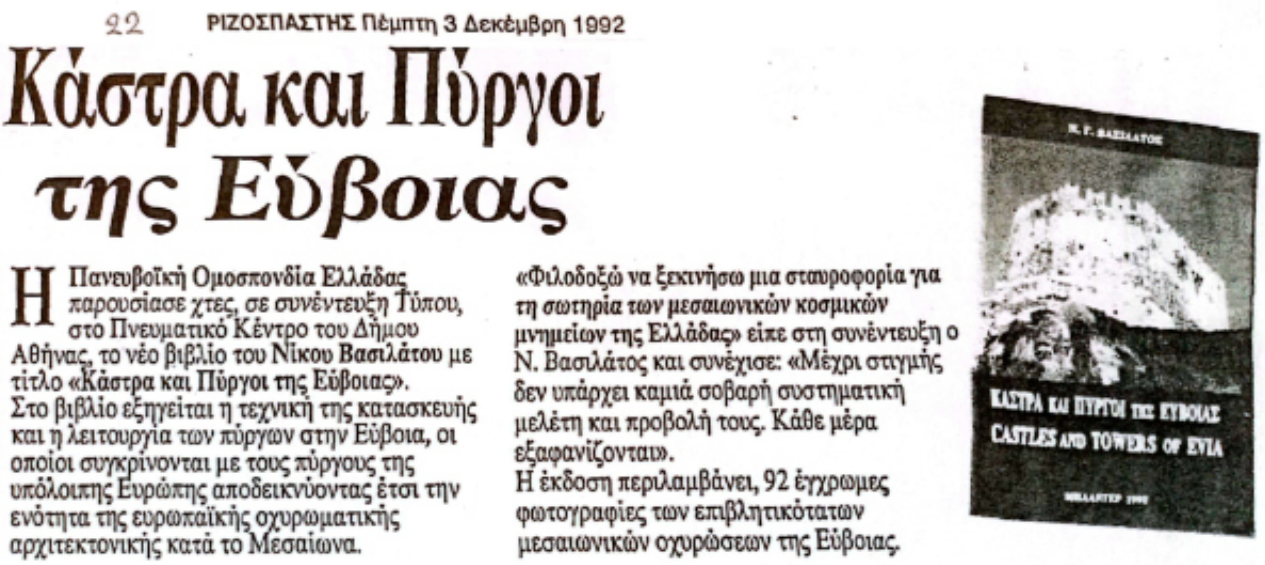 22
ΡΙΖΟΣΠΑΣΤΗΣ Πέμπτη 3 Δεκέμβρη 1992
Κάστρα και Πύργοι
της Εύβοιας
Η Πανευβοϊκή Ομοσπονδία Ελλάδας
παρουσίασε χτες, σε συνέντευξη Τύπου,
στο Πνευματικό Κέντρο του Δήμου
Αθήνας, το νέο βιβλίο του Νίκου Βασιλάτου με
τίτλο «Κάστρα και Πύργοι της Εύβοιας».
Στο βιβλίο εξηγείται η τεχνική της κατασκευής
και η λειτουργία των πύργων στην Εύβοια, οι
οποίοι συγκρίνονται με τους πύργους της
υπόλοιπης Ευρώπης αποδεικνύοντας έτσι την
ενότητα της ευρωπαϊκής οχυρωματικής
αρχιτεκτονικής κατά το Μεσαίωνα.
«Φιλοδοξώ να ξεκινήσω μια σταυροφορία για
τη σωτηρία των μεσαιωνικών κοσμικών
μνημείων της Ελλάδας» είπε στη συνέντευξη ο
Ν. Βασιλάτος και συνέχισε: «Μέχρι στιγμής
δεν υπάρχει καμιά σοβαρή συστηματική
μελέτη και προβολή τους. Κάθε μέρα
εξαφανίζονται».
Η έκδοση περιλαμβάνει, 92 έγχρωμες
φωτογραφίες των επιβλητικότατων
μεσαιωνικών οχυρώσεων της Εύβοιας.
Ν. Γ. ΒΑΣΙΛΑΤΟΣ
ΚΑΣΤΡΑ ΚΑΙ ΠΥΡΓΟΙ ΤΗΣ ΕΥΒΟΙΑΣ
CASTLES AND TOWERS OF EVIA